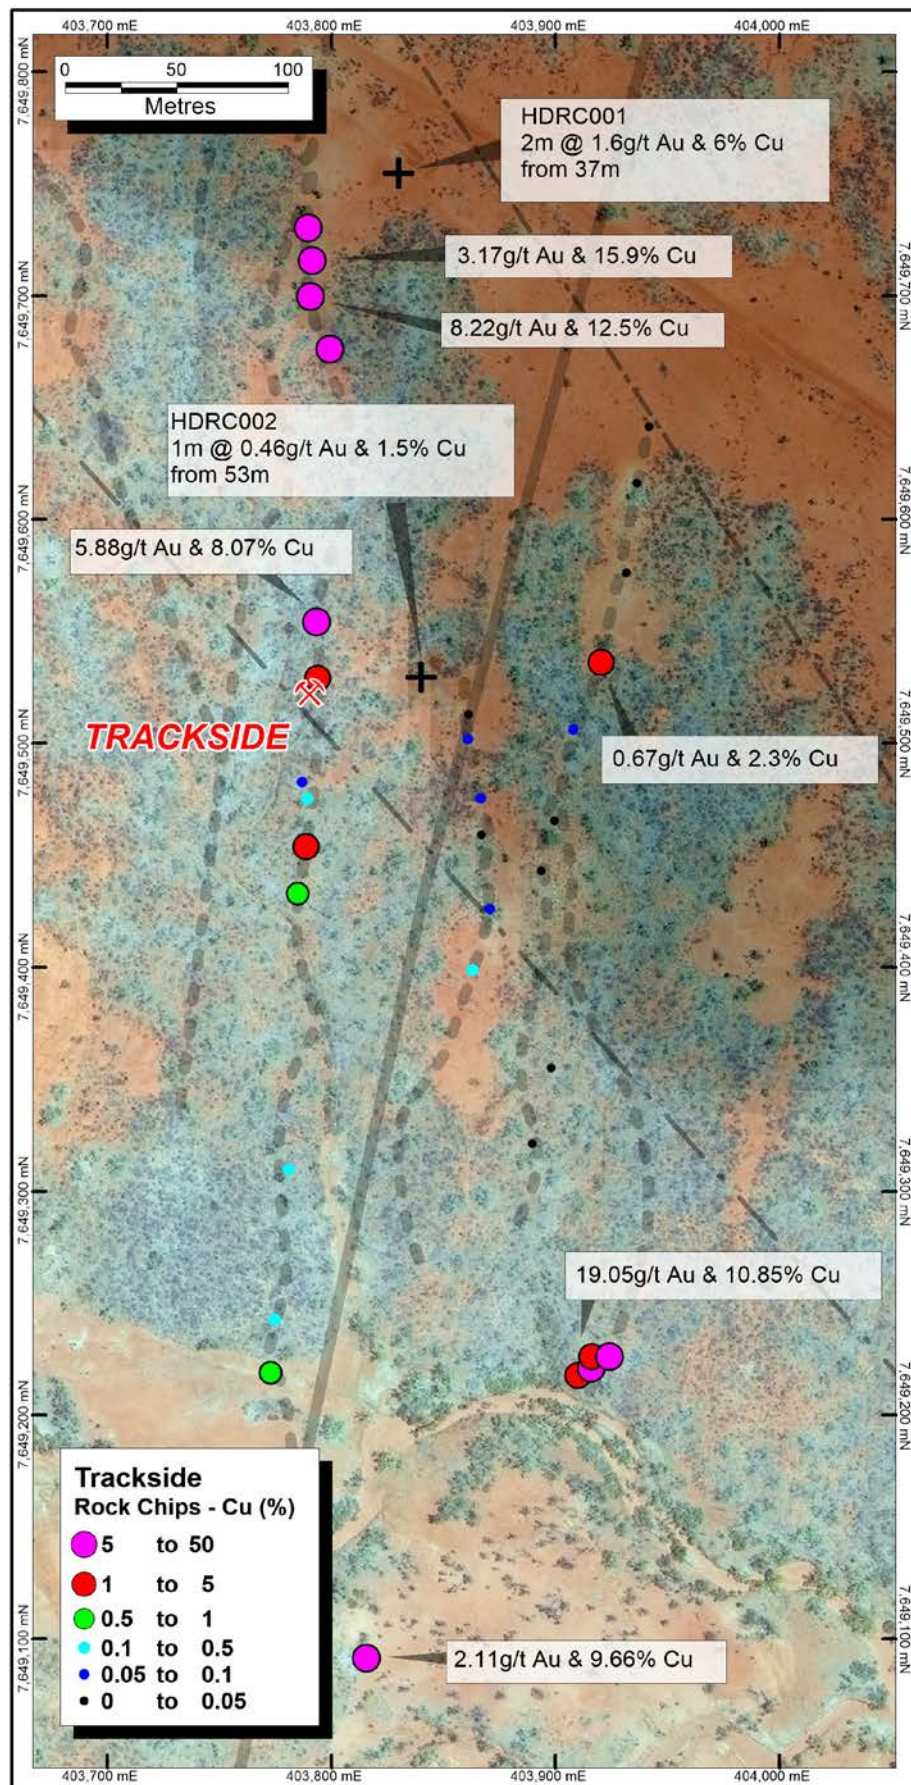 403,700 mE 403,800 mE 403,900 mE 404,000 mE
7,649,800 mN
0 50 100
Metres
HDRC001
2m @ 1.6g/t Au & 6% Cu
from 37m
3.17g/t Au & 15.9% Cu
7,649,700 mN 7,649,700 mN
8.22g/t Au & 12.5% Cu
HDRC002
1m @ 0.46g/t Au & 1.5% Cu
from 53m
7,649,600 mN 7,649,600 mN
5.88g/t Au & 8.07% Cu
TRACKSIDE
0.67g/t Au & 2.3% Cu
7,649,500 mN 7,649,500 mN
7,649,400 mN 7,649,400 mN
7,649,300 mN 7,649,300 mN
19.05g/t Au & 10.85% Cu
7,649,200 mN 7,649,200 mN
Trackside
Rock Chips - Cu (%)
5 to 50
1 to 5
0.5 to 1
0.1 to 0.5
0.05 to 0.1
0 to 0.05
7,649,100 mN 7,649,100 mN
2.11g/t Au & 9.66% Cu
403,700 mE 403,800 mE 403,900 mE 404,000 mE